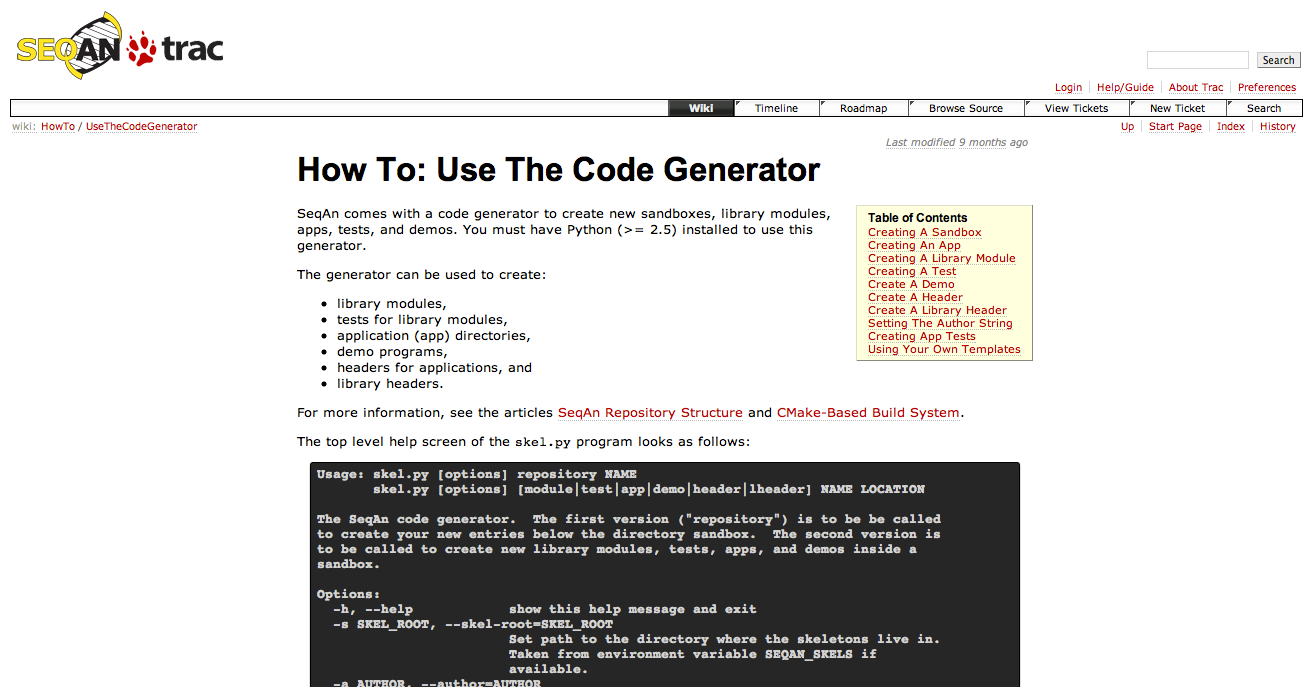 SEQAN trac
Search
Login Help/Guide About Trac Preferences
Wiki Timeline Roadmap Browse Source View Tickets New Ticket Search
wiki: HowTo / UseTheCodeGenerator
Up Start Page Index History
Last modified 9 months ago
How To: Use The Code Generator
SeqAn comes with a code generator to create new sandboxes, library modules,
apps, tests, and demos. You must have Python (>= 2.5) installed to use this
generator.
Table of Contents
Creating A Sandbox
Creating An App
Creating A Library Module
Creating A Test
Create A Demo
Create A Header
Create A Library Header
Setting The Author String
Creating App Tests
Using Your Own Templates
The generator can be used to create:
• library modules,
• tests for library modules,
• application (app) directories,
• demo programs,
• headers for applications, and
• library headers.
For more information, see the articles SeqAn Repository Structure and CMake-Based Build System.
The top level help screen of the skel.py program looks as follows:
Usage: skel.py [options] repository NAME
skel.py [options] [module|test|app|demo|header|lheader] NAME LOCATION
The SeqAn code generator. The first version ("repository") is to be be called
to create your new entries below the directory sandbox. The second version is
to be called to create new library modules, tests, apps, and demos inside a
sandbox.
Options:
-h, --help show this help message and exit
-s SKEL_ROOT, --skel-root=SKEL_ROOT
Set path to the directory where the skeletons live in.
Taken from environment variable SEQAN_SKELS if
available.
-a AUTHOR, --author=AUTHOR